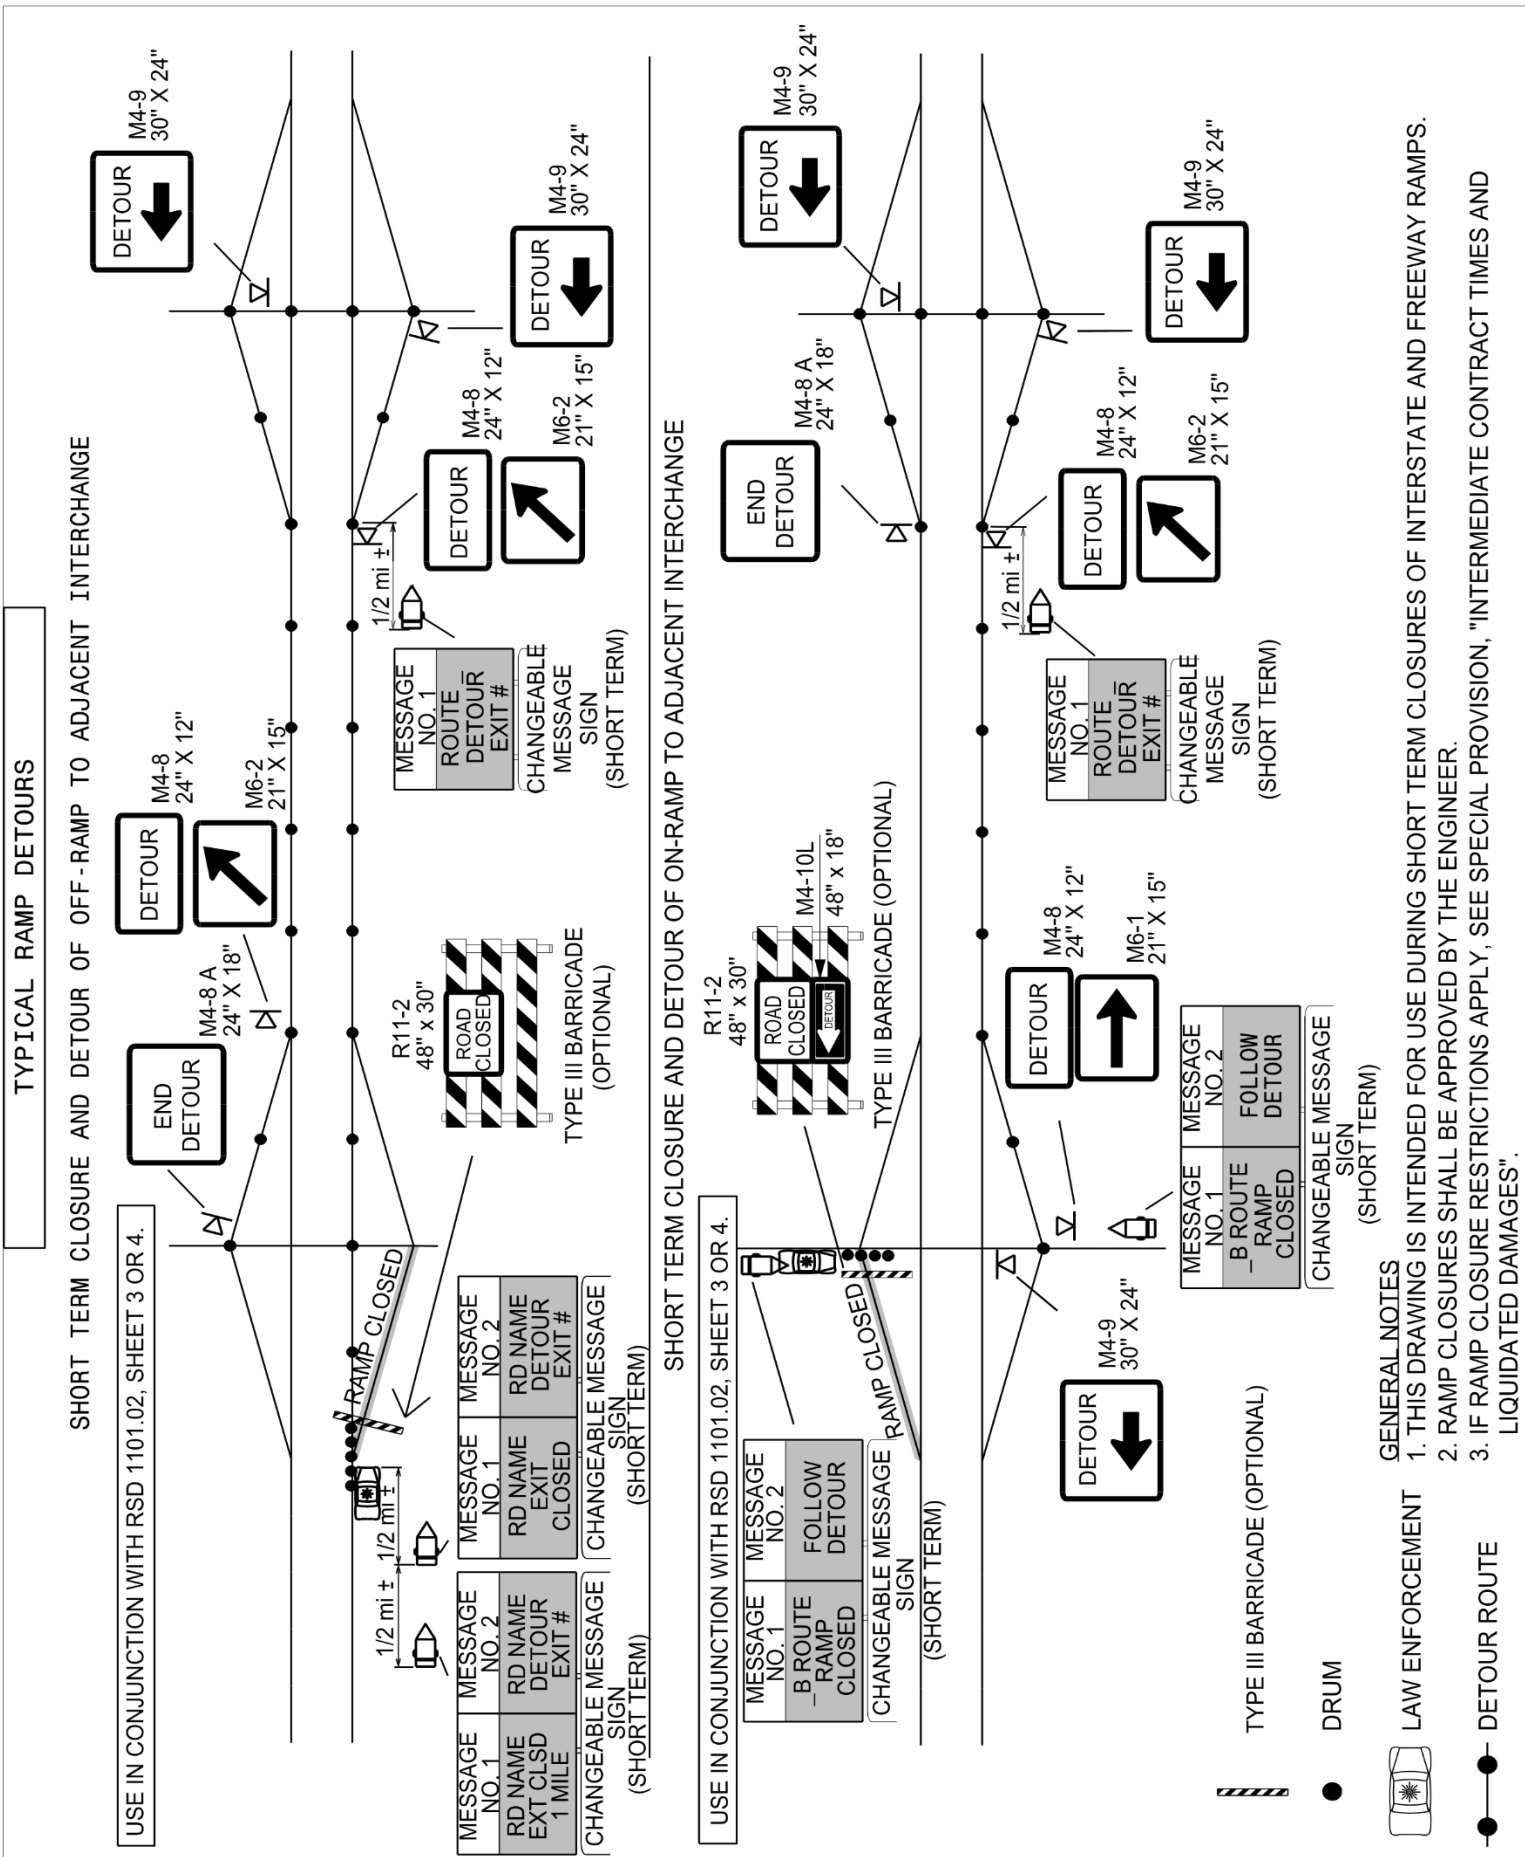 TYPICAL RAMP DETOURS
SHORT TERM CLOSURE AND DETOUR OF OFF-RAMP TO ADJACENT INTERCHANGE
USE IN CONJUNCTION WITH RSD 1101.02, SHEET 3 OR 4.
END
DETOUR
M4-8 A
24" X 18"
DETOUR
M4-8
24" X 12"
M6-2
21" X 15"
DETOUR
M4-9
30" X 24"
RAMP CLOSED
1/2 mi ±
1/2 mi ±
MESSAGE
NO. 1
RD NAME
EXT CLSD
1 MILE
MESSAGE
NO. 2
RD NAME
DETOUR
EXIT #
CHANGEABLE MESSAGE
SIGN
(SHORT TERM)
MESSAGE
NO. 1
RD NAME
EXIT
CLOSED
MESSAGE
NO. 2
RD NAME
DETOUR
EXIT #
CHANGEABLE MESSAGE
SIGN
(SHORT TERM)
R11-2
48" x 30"
ROAD
CLOSED
TYPE III BARRICADE
(OPTIONAL)
1/2 mi ±
MESSAGE
NO. 1
ROUTE
DETOUR_
EXIT #
CHANGEABLE
MESSAGE
SIGN
(SHORT TERM)
DETOUR
M4-8
24" X 12"
M6-2
21" X 15"
DETOUR
M4-9
30" X 24"
SHORT TERM CLOSURE AND DETOUR OF ON-RAMP TO ADJACENT INTERCHANGE
USE IN CONJUNCTION WITH RSD 1101.02, SHEET 3 OR 4.
MESSAGE
NO. 1
_B ROUTE
RAMP
CLOSED
MESSAGE
NO. 2
FOLLOW
DETOUR
CHANGEABLE MESSAGE
SIGN
(SHORT TERM)
RAMP CLOSED
R11-2
48" x 30"
ROAD
CLOSED
DETOUR
M4-10L
48" x 18"
TYPE III BARRICADE (OPTIONAL)
END
DETOUR
M4-8 A
24" X 18"
DETOUR
M4-9
30" X 24"
DETOUR
M4-9
30" X 24"
DETOUR
M4-8
24" X 12"
M6-1
21" X 15"
MESSAGE
NO. 1
_B ROUTE
RAMP
CLOSED
MESSAGE
NO. 2
FOLLOW
DETOUR
CHANGEABLE MESSAGE
SIGN
(SHORT TERM)
1/2 mi ±
MESSAGE
NO. 1
ROUTE
DETOUR_
EXIT #
CHANGEABLE
MESSAGE
SIGN
(SHORT TERM)
DETOUR
M4-8
24" X 12"
M6-2
21" X 15"
DETOUR
M4-9
30" X 24"
TYPE III BARRICADE (OPTIONAL)
DRUM
LAW ENFORCEMENT
DETOUR ROUTE
GENERAL NOTES
1. THIS DRAWING IS INTENDED FOR USE DURING SHORT TERM CLOSURES OF INTERSTATE AND FREEWAY RAMPS.
2. RAMP CLOSURES SHALL BE APPROVED BY THE ENGINEER.
3. IF RAMP CLOSURE RESTRICTIONS APPLY, SEE SPECIAL PROVISION, "INTERMEDIATE CONTRACT TIMES AND
LIQUIDATED DAMAGES".